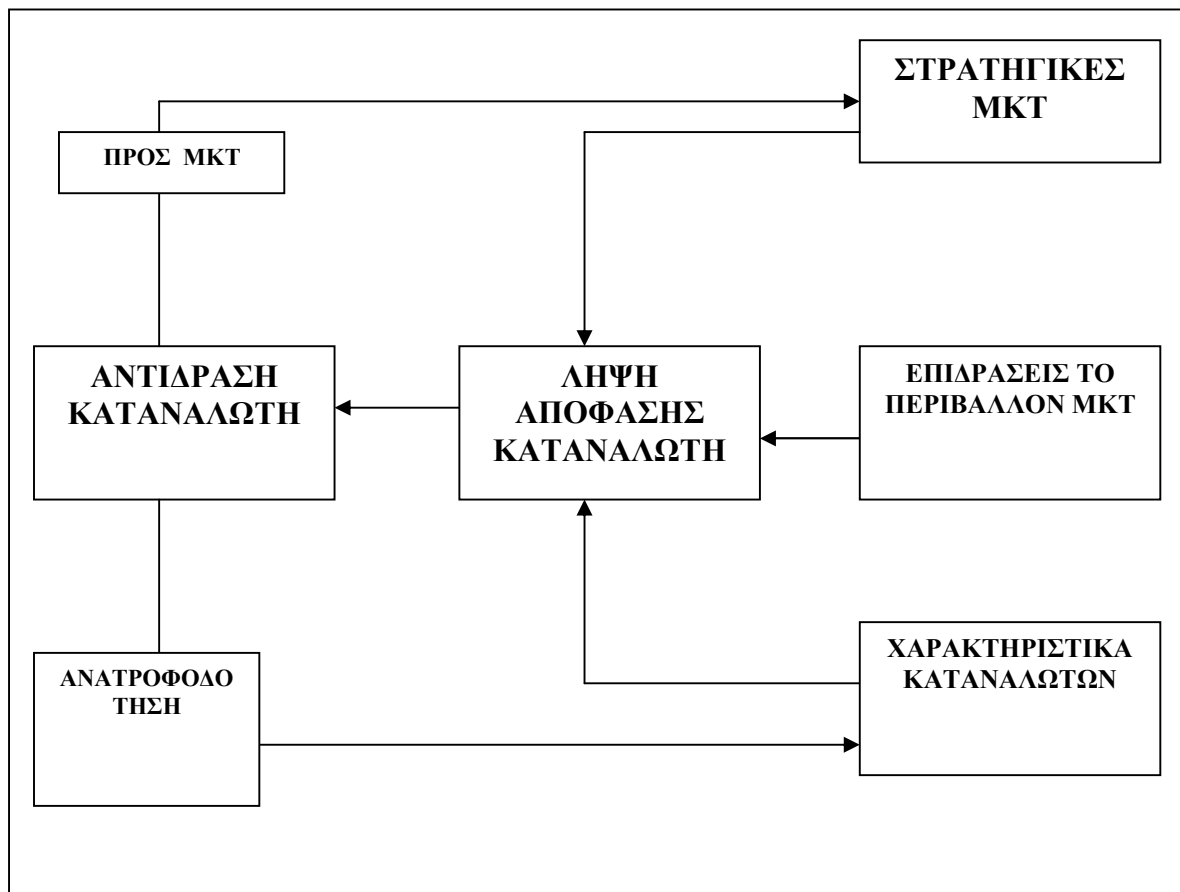 ΣΤΡΑΤΗΓΙΚΕΣ
ΜΚΤ
ΠΡΟΣ ΜΚΤ
ΑΝΤΙΔΡΑΣΗ
ΚΑΤΑΝΑΛΩΤΗ
ΛΗΨΗ
ΑΠΟΦΑΣΗΣ
ΚΑΤΑΝΑΛΩΤΗ
ΕΠΙΔΡΑΣΕΙΣ ΤΟ
ΠΕΡΙΒΑΛΛΟΝ ΜΚΤ
ΑΝΑΤΡΟΦΟΔΟ
ΤΗΣΗ
ΧΑΡΑΚΤΗΡΙΣΤΙΚΑ
ΚΑΤΑΝΑΛΩΤΩΝ